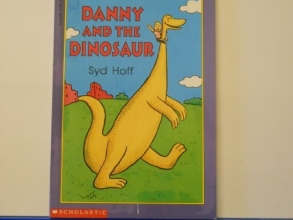 DANNY
AND THE
DINOSAUR
Syd Hoff
SCHOLASTIC